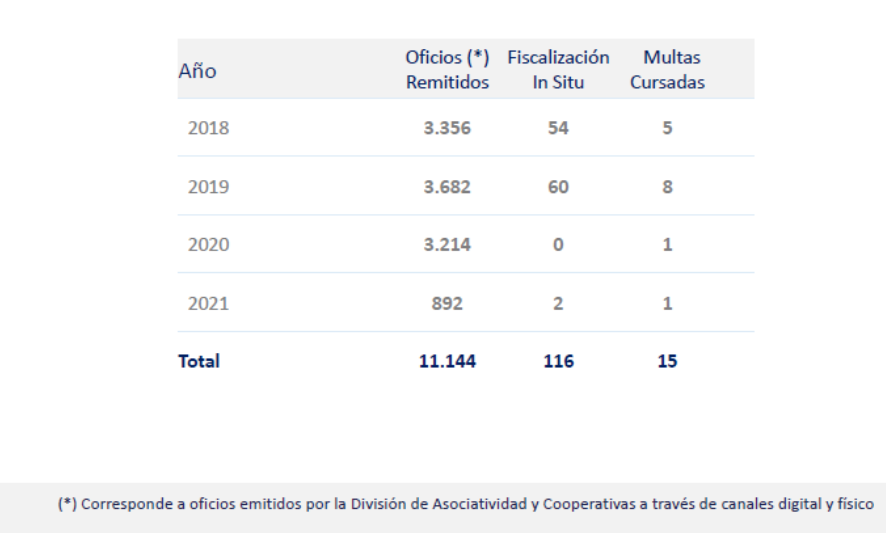 Año Oficios (*) Remitidos Fiscalización In Situ Multas Cursadas
2018 3.356 54 5
2019 3.682 60 8
2020 3.214 0 1
2021 892 2 1
Total 11.144 116 15
(*) Corresponde a oficios emitidos por la División de Asociatividad y Cooperativas a través de canales digital y físico